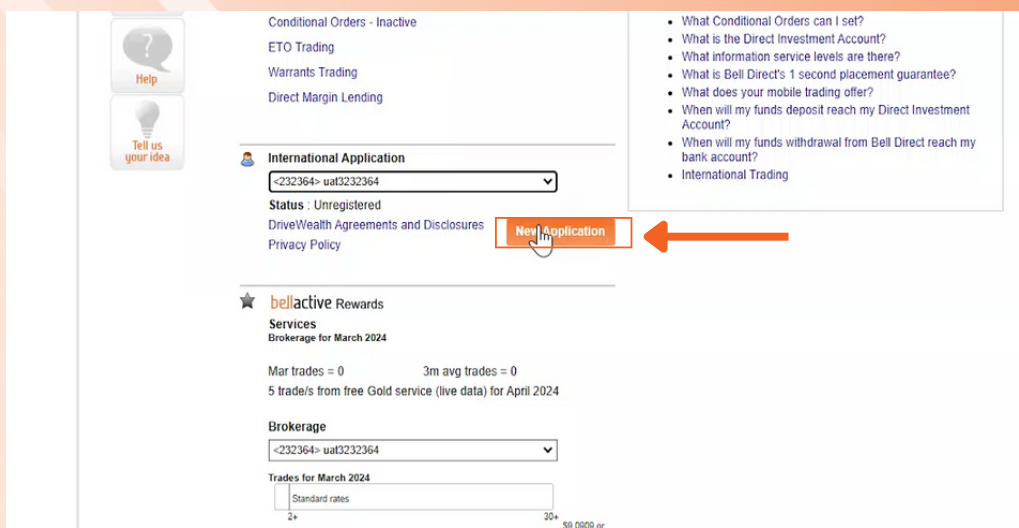 Help
Tell us
your idea
Conditional Orders - Inactive
ETO Trading
Warrants Trading
Direct Margin Lending
International Application
<232364> uat3232364
Status : Unregistered
DriveWealth Agreements and Disclosures
Privacy Policy
New Application
bellactive Rewards
Services
Brokerage for March 2024
Mar trades = 0 3m avg trades = 0
5 trade/s from free Gold service (live data) for April 2024
Brokerage
<232364> uat3232364
Trades for March 2024
Standard rates
2+ 30+
$9.0909 or
What Conditional Orders can I set?
What is the Direct Investment Account?
What information service levels are there?
What is Bell Direct's 1 second placement guarantee?
What does your mobile trading offer?
When will my funds deposit reach my Direct Investment
Account?
When will my funds withdrawal from Bell Direct reach my
bank account?
International Trading